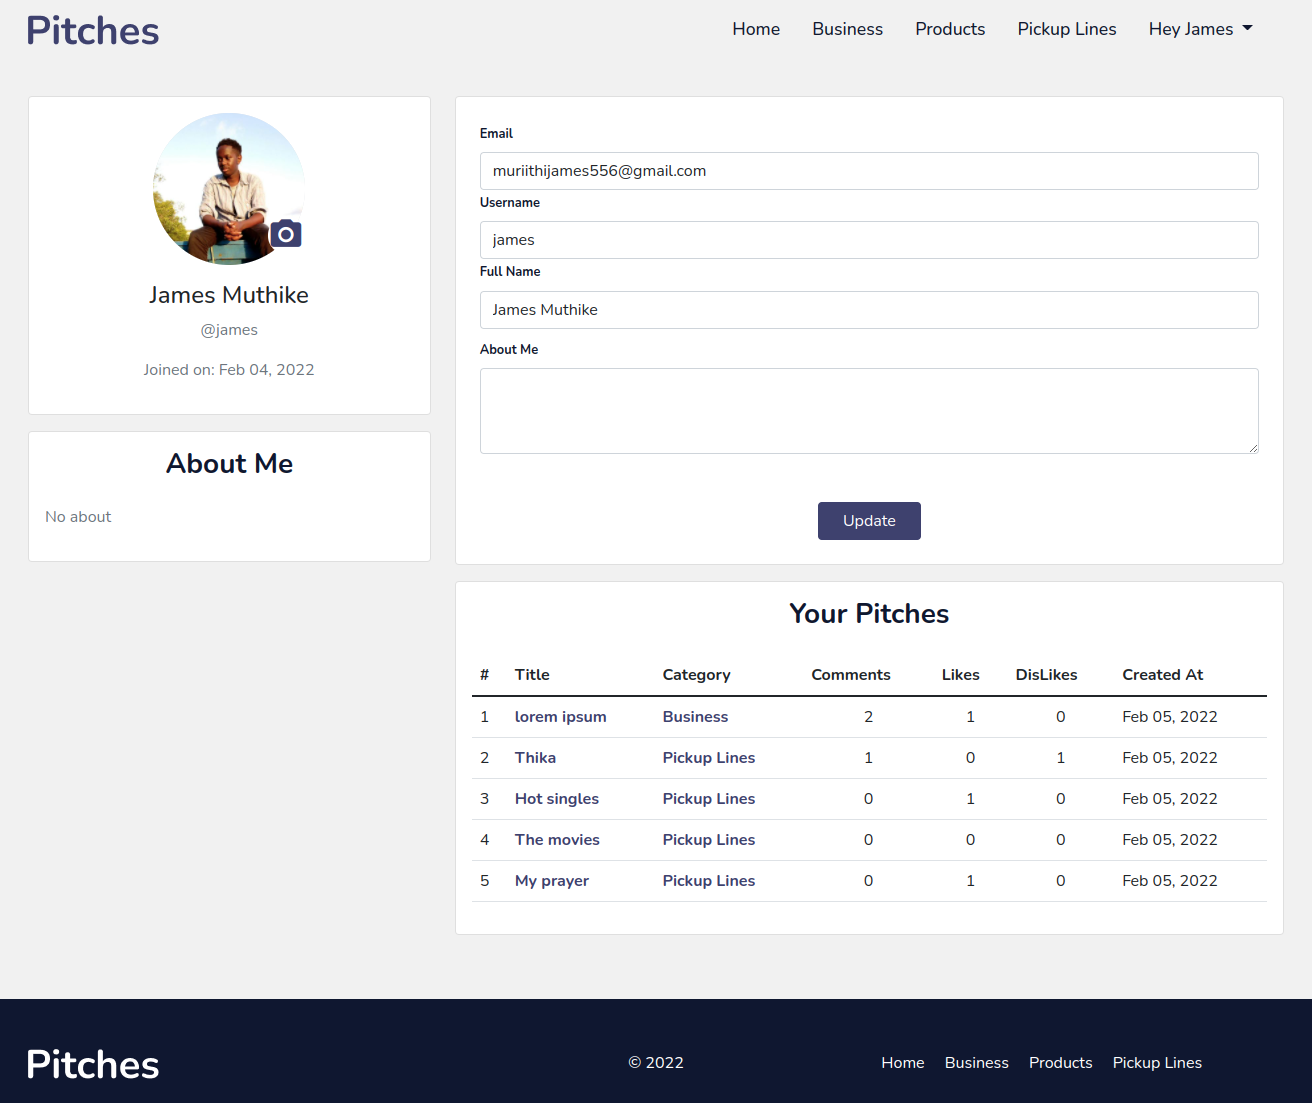 Pitches
Home Business Products Pickup Lines Hey James
James Muthike
@james
Joined on: Feb 04, 2022
About Me
No about
Email
muriithijames556@gmail.com
Username
james
Full Name
James Muthike
About Me
Update
Your Pitches
# Title Category Comments Likes DisLikes Created At
1 lorem ipsum Business 2 1 0 Feb 05, 2022
2 Thika Pickup Lines 1 0 1 Feb 05, 2022
3 Hot singles Pickup Lines 0 1 0 Feb 05, 2022
4 The movies Pickup Lines 0 0 0 Feb 05, 2022
5 My prayer Pickup Lines 0 1 0 Feb 05, 2022
Pitches
© 2022
Home Business Products Pickup Lines